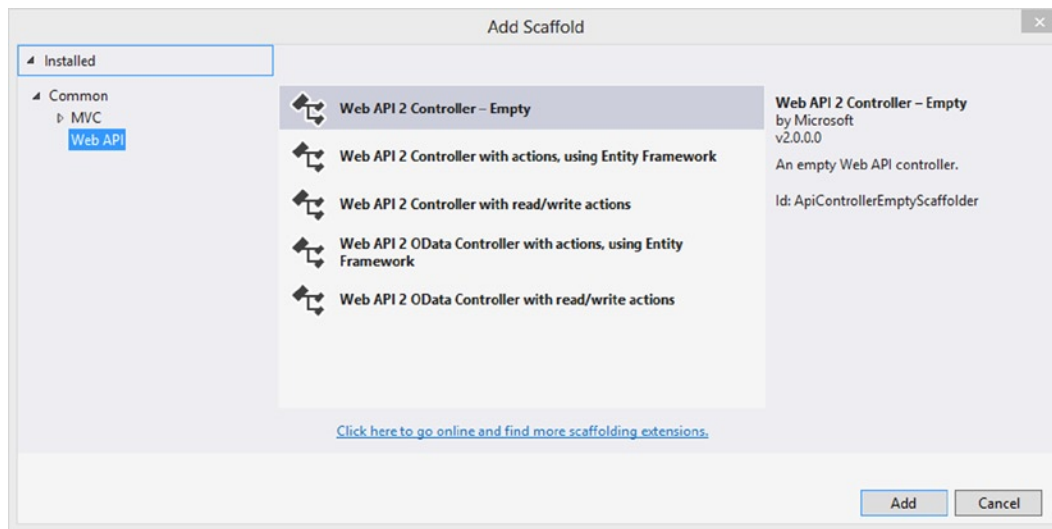 Add Scaffold
Installed
Common
MVC
Web API
Web API 2 Controller – Empty
Web API 2 Controller with actions, using Entity Framework
Web API 2 Controller with read/write actions
Web API 2 OData Controller with actions, using Entity
Framework
Web API 2 OData Controller with read/write actions
Click here to go online and find more scaffolding extensions.
Web API 2 Controller – Empty
by Microsoft
v2.0.0.0
An empty Web API controller.
Id: ApiControllerEmptyScaffolder
Add
Cancel